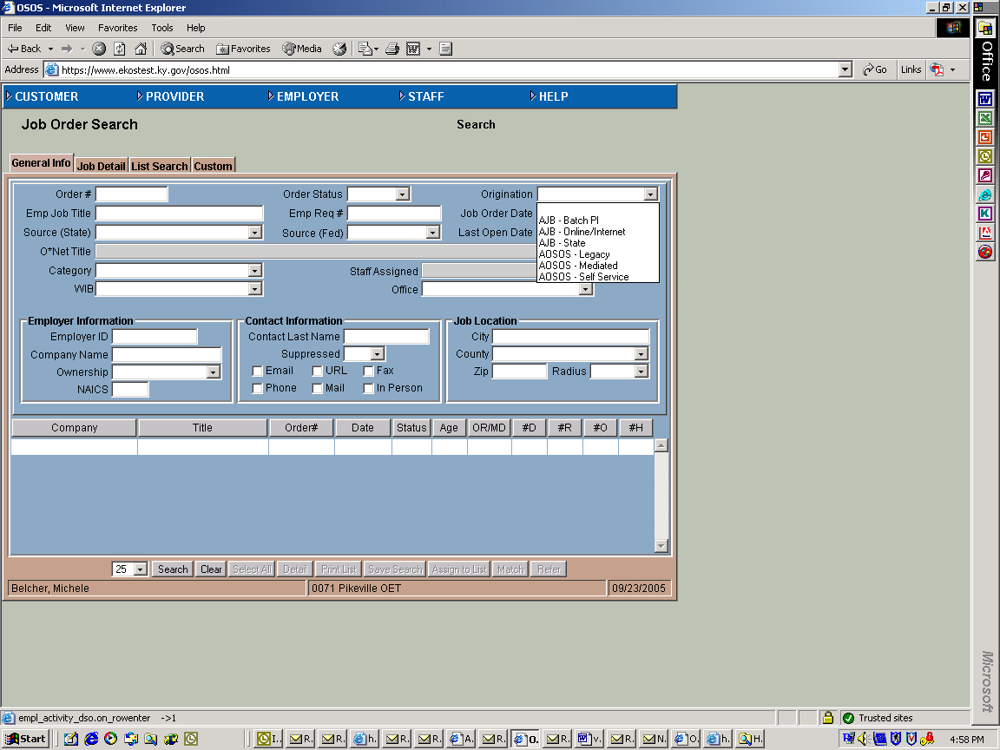 OSOS - Microsoft Internet Explorer
File Edit View Favorites Tools Help
Back Search Favorites Media
Address https://www.ekostest.ky.gov/osos.html Go Links
Office
CUSTOMER PROVIDER EMPLOYER STAFF HELP
Job Order Search Search
General Info Job Detail List Search Custom
Order # Order Status Origination
Emp Job Title Emp Req # Job Order Date
Source (State) Source (Fed) Last Open Date
AJB - Batch PI
AJB - Online/Internet
AJB - State
AOSOS - Legacy
AOSOS - Mediated
AOSOS - Self Service
O*Net Title
Category Staff Assigned
WIB Office
Employer Information Contact Information Job Location
Employer ID Contact Last Name City
Company Name Suppressed County
Ownership Email URL Fax Zip Radius
NAICS Phone Mail In Person
Company Title Order# Date Status Age OR/MD #D #R #O #H
25 Search Clear Select All Detail Print List Save Search Assign to List Match Refer
Belcher, Michele 0071 Pikeville OET 09/23/2005
Microsoft
empl_activity_dso.on_rowenter ->1 Trusted sites
Start I.. R. R. h. R. R. A. R. O. R. v. R. N. O. h. H. 4:58 PM